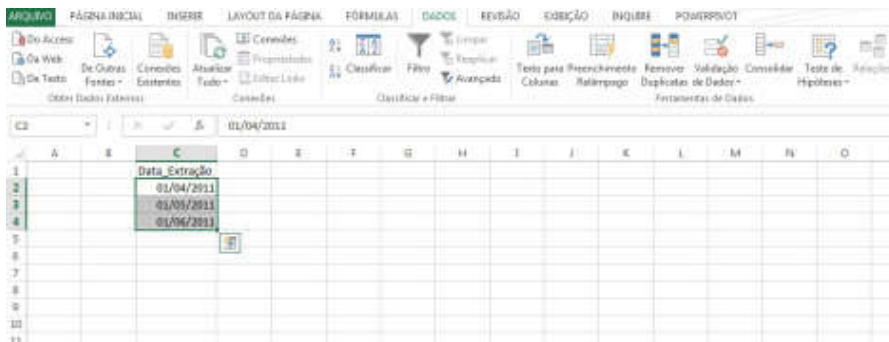 ARQUIVO PÁGINA INICIAL INSERIR LAYOUT DA PÁGINA FÓRMULAS DADOS REVISÃO EXIBIÇÃO INQUIRE POWERPIVOT
Do Access
Da Web
Do Texto
De Outras Fontes
Conexões Existentes
Obter Dados Externos
Atualizar Tudo
Conexões
Propriedades
Editar Links
Conexões
Classificar
Filtro
Limpar
Reaplicar
Avançado
Classificar e Filtrar
Texto para Colunas
Preenchimento Relâmpago
Remover Duplicatas
Validação de Dados
Consolidar
Teste de Hipóteses
Relações
Ferramentas de Dados
C2 fx 01/04/2011
A B C D E F G H I J K L M N O
1 Data_Extração
2 01/04/2011
3 01/05/2011
4 01/06/2011
5
6
7
8
9
10
11